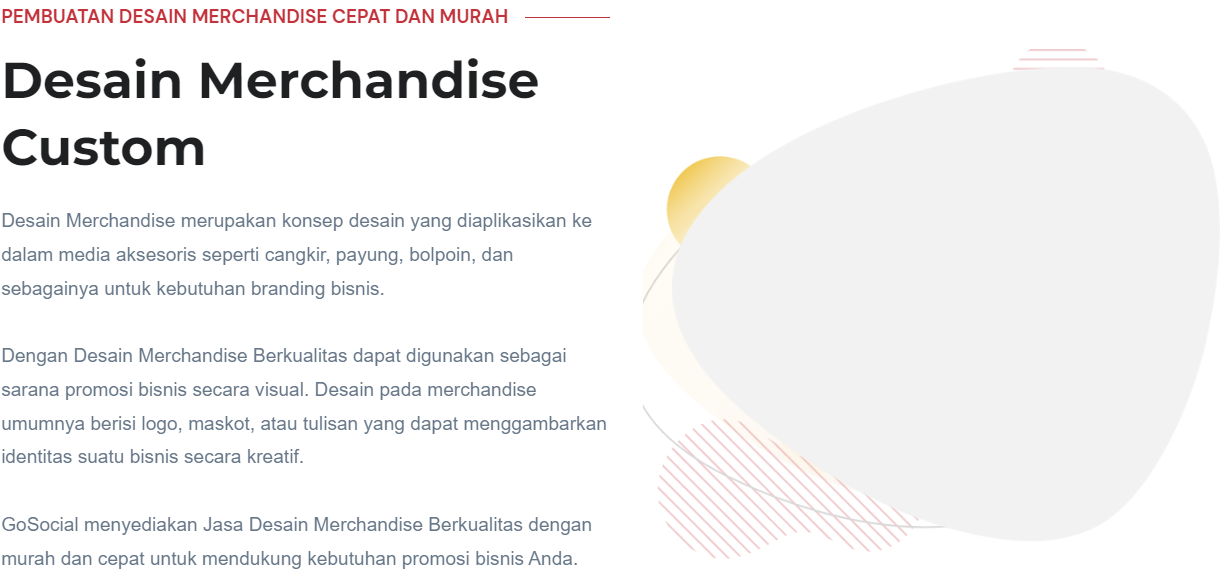 PEMBUATAN DESAIN MERCHANDISE CEPAT DAN MURAH
Desain Merchandise
Custom
Desain Merchandise merupakan konsep desain yang diaplikasikan ke
dalam media aksesoris seperti cangkir, payung, bolpoin, dan
sebagainya untuk kebutuhan branding bisnis.
Dengan Desain Merchandise Berkualitas dapat digunakan sebagai
sarana promosi bisnis secara visual. Desain pada merchandise
umumnya berisi logo, maskot, atau tulisan yang dapat menggambarkan
identitas suatu bisnis secara kreatif.
GoSocial menyediakan Jasa Desain Merchandise Berkualitas dengan
murah dan cepat untuk mendukung kebutuhan promosi bisnis Anda.